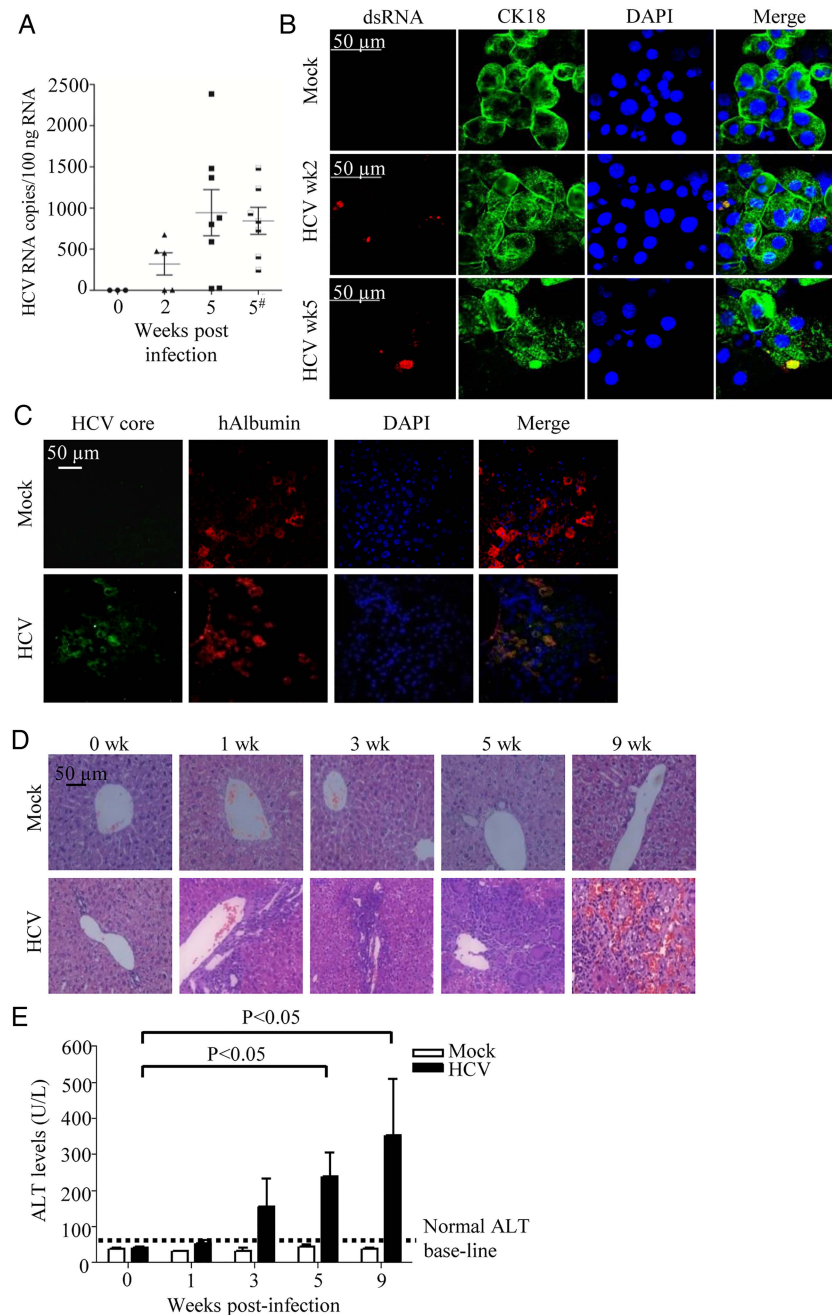 A
HCV RNA copies/100 ng RNA
2500
2000
1500
1000
500
0
0 2 5 5#
Weeks post
infection
B
dsRNA CK18 DAPI Merge
Mock
50 µm
HCV wk2
50 µm
HCV wk5
50 µm
C
HCV core hAlbumin DAPI Merge
Mock
50 µm
HCV
D
0 wk 1 wk 3 wk 5 wk 9 wk
Mock
50 µm
HCV
E
P<0.05
P<0.05
Mock
HCV
ALT levels (U/L)
600
500
400
300
200
100
0
Normal ALT
base-line
0 1 3 5 9
Weeks post-infection